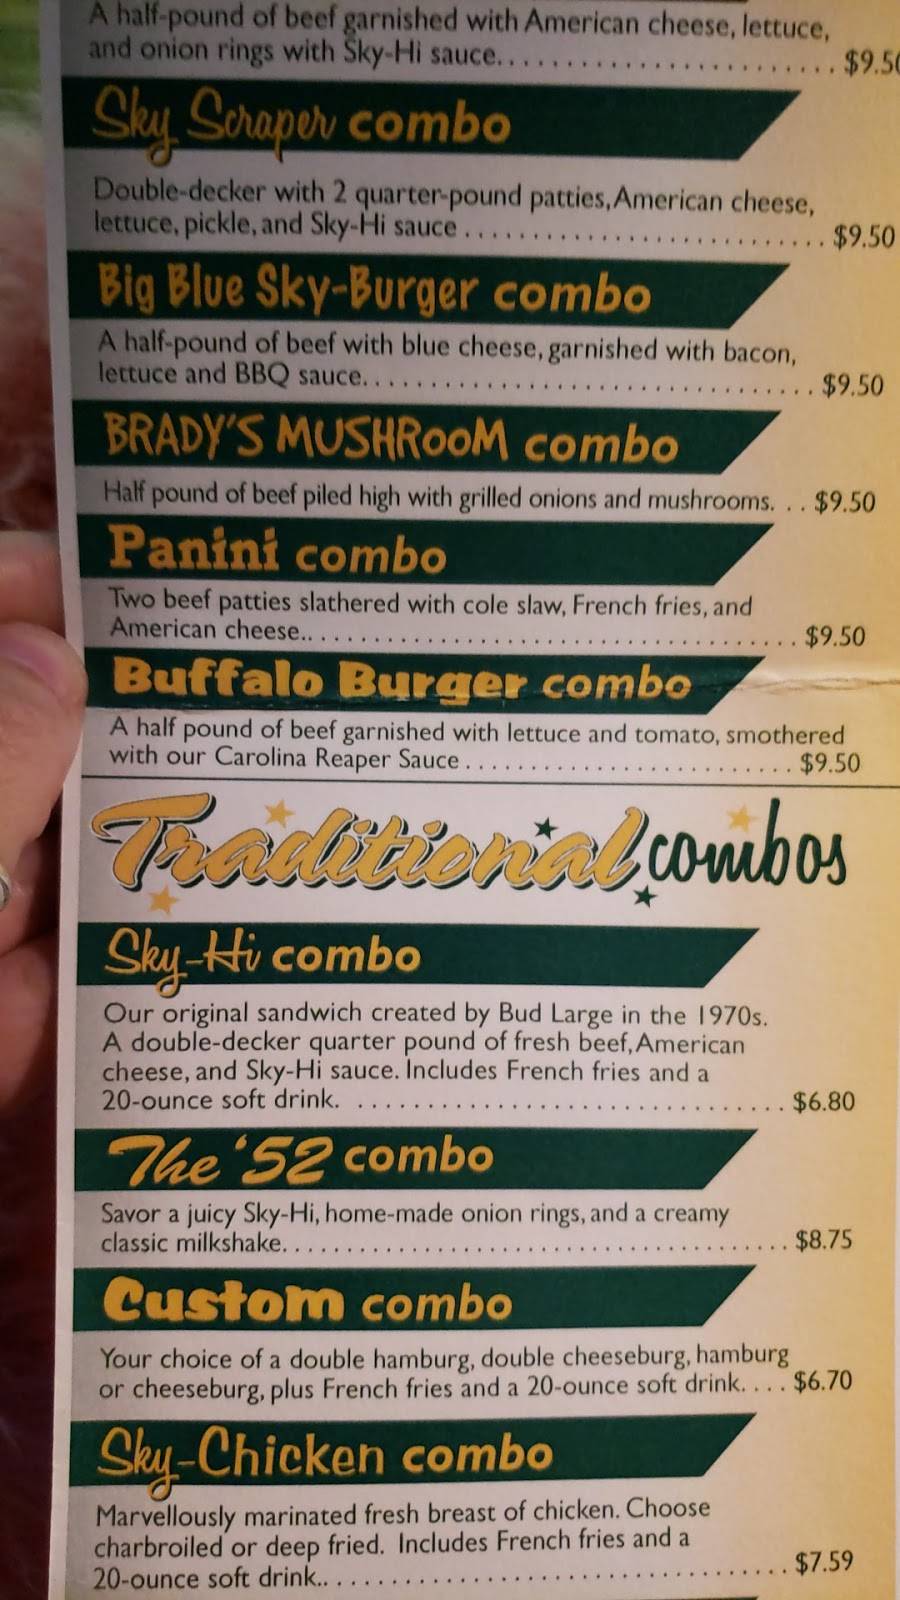 A half-pound of beef garnished with American cheese, lettuce,
and onion rings with Sky-Hi sauce. . . . . . . . . . . . . . . . . . . . . . . . . $9.50
Sky Scraper combo
Double-decker with 2 quarter-pound patties, American cheese,
lettuce, pickle, and Sky-Hi sauce . . . . . . . . . . . . . . . . . . . . . . . . . . $9.50
Big Blue Sky-Burger combo
A half-pound of beef with blue cheese, garnished with bacon,
lettuce and BBQ sauce. . . . . . . . . . . . . . . . . . . . . . . . . . . . . . . . . $9.50
BRADY'S MUSHROOM combo
Half pound of beef piled high with grilled onions and mushrooms. . . $9.50
Panini combo
Two beef patties slathered with cole slaw, French fries, and
American cheese.. . . . . . . . . . . . . . . . . . . . . . . . . . . . . . . . . . . . $9.50
Buffalo Burger combo
A half pound of beef garnished with lettuce and tomato, smothered
with our Carolina Reaper Sauce . . . . . . . . . . . . . . . . . . . . . . . . $9.50
Traditional combos
Sky-Hi combo
Our original sandwich created by Bud Large in the 1970s.
A double-decker quarter pound of fresh beef, American
cheese, and Sky-Hi sauce. Includes French fries and a
20-ounce soft drink. . . . . . . . . . . . . . . . . . . . . . . . . . . . . . . . $6.80
The '52 combo
Savor a juicy Sky-Hi, home-made onion rings, and a creamy
classic milkshake. . . . . . . . . . . . . . . . . . . . . . . . . . . . . . . . . . . . . $8.75
Custom combo
Your choice of a double hamburg, double cheeseburg, hamburg
or cheeseburg, plus French fries and a 20-ounce soft drink. . . . $6.70
Sky-Chicken combo
Marvellously marinated fresh breast of chicken. Choose
charbroiled or deep fried. Includes French fries and a
20-ounce soft drink.. . . . . . . . . . . . . . . . . . . . . . . . . . . . . . . . . . $7.59